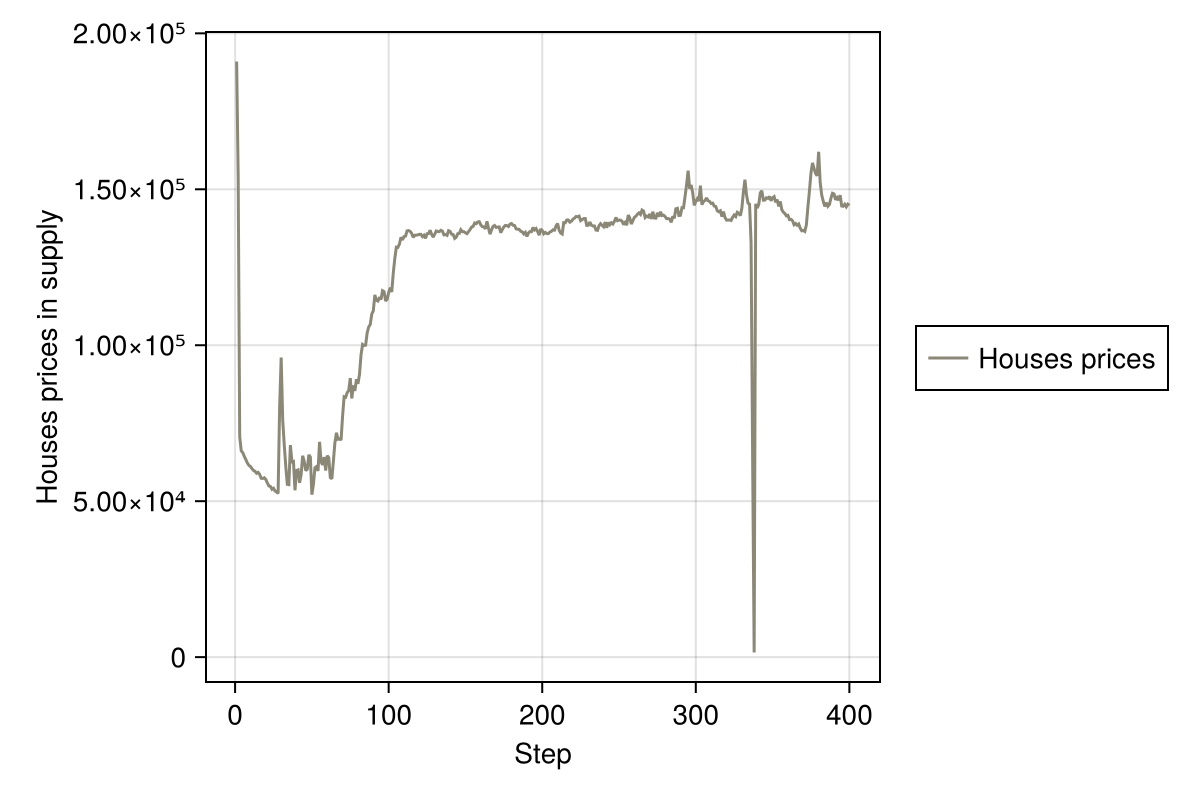 2.00×10⁵
1.50×10⁵
1.00×10⁵
5.00×10⁴
0
Houses prices in supply
0 100 200 300 400
Step
Houses prices